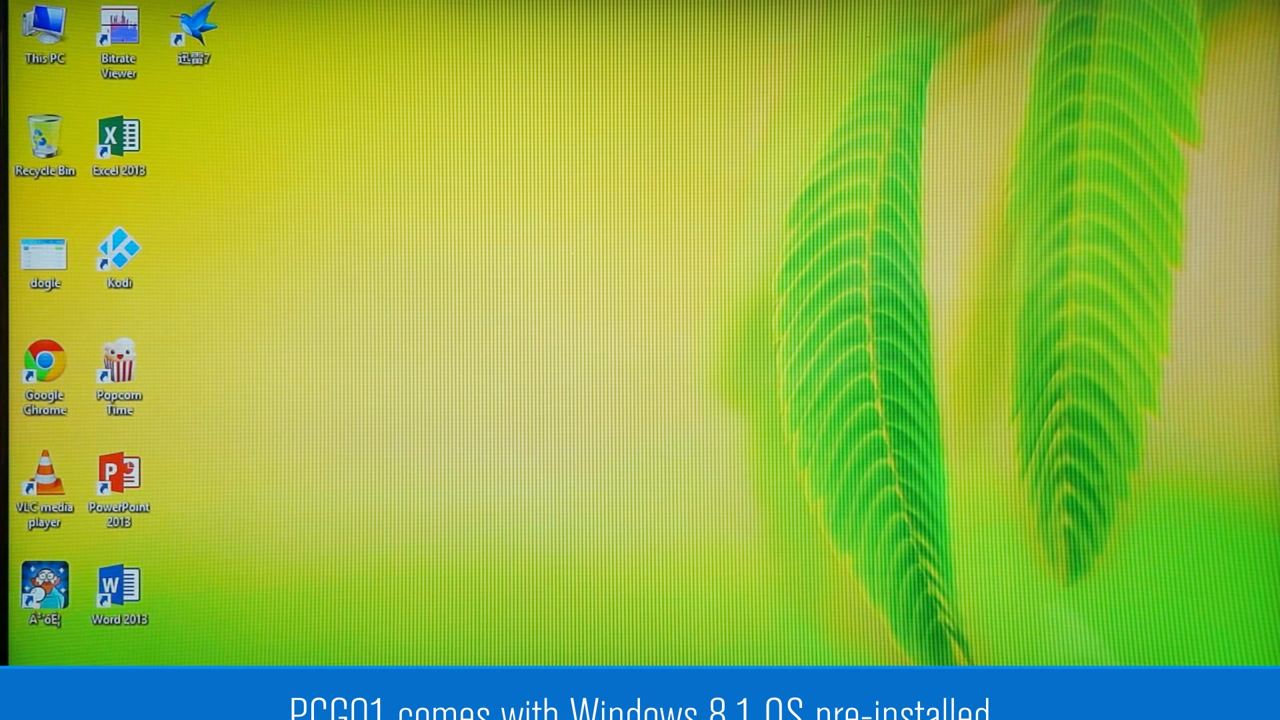 This PC
Bitrate
Viewer
迅雷7
Recycle Bin
Excel 2013
dogle
Kodi
Google
Chrome
Popcorn
Time
VLC media
player
PowerPoint
2013
Word 2013
PCG01 comes with Windows 8.1 OS pre-installed